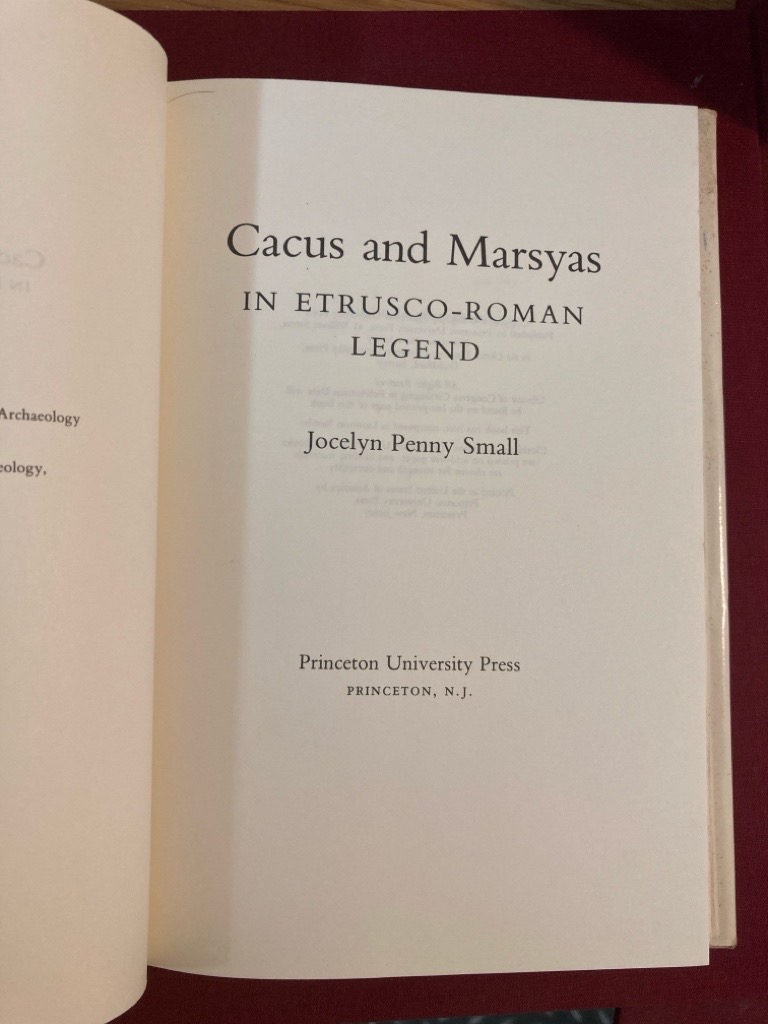 Archaeology
eology,
Cacus and Marsyas
IN ETRUSCO-ROMAN
LEGEND
Jocelyn Penny Small
Princeton University Press
PRINCETON, N.J.